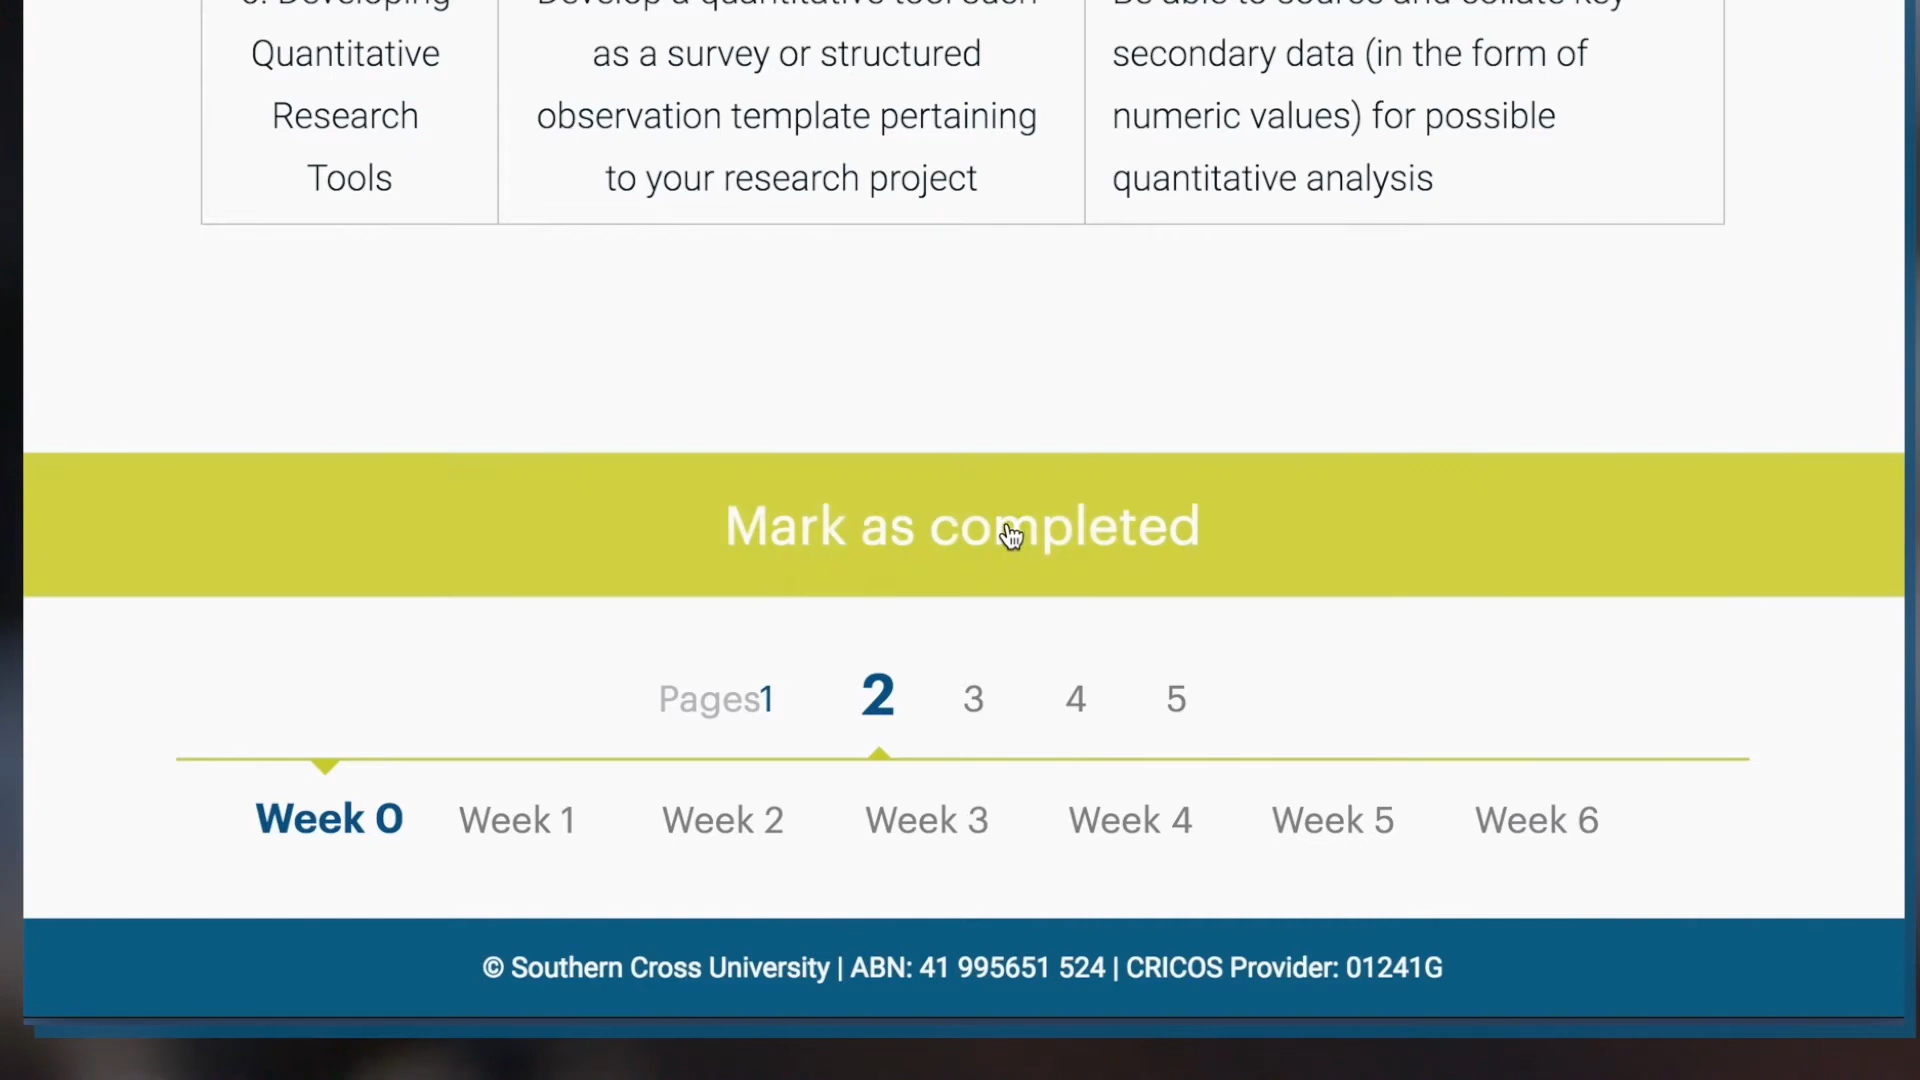 Quantitative
Research
Tools
as a survey or structured
observation template pertaining
to your research project
secondary data (in the form of
numeric values) for possible
quantitative analysis
Mark as completed
Pages 1 2 3 4 5
Week 0 Week 1 Week 2 Week 3 Week 4 Week 5 Week 6
© Southern Cross University | ABN: 41 995651 524 | CRICOS Provider: 01241G